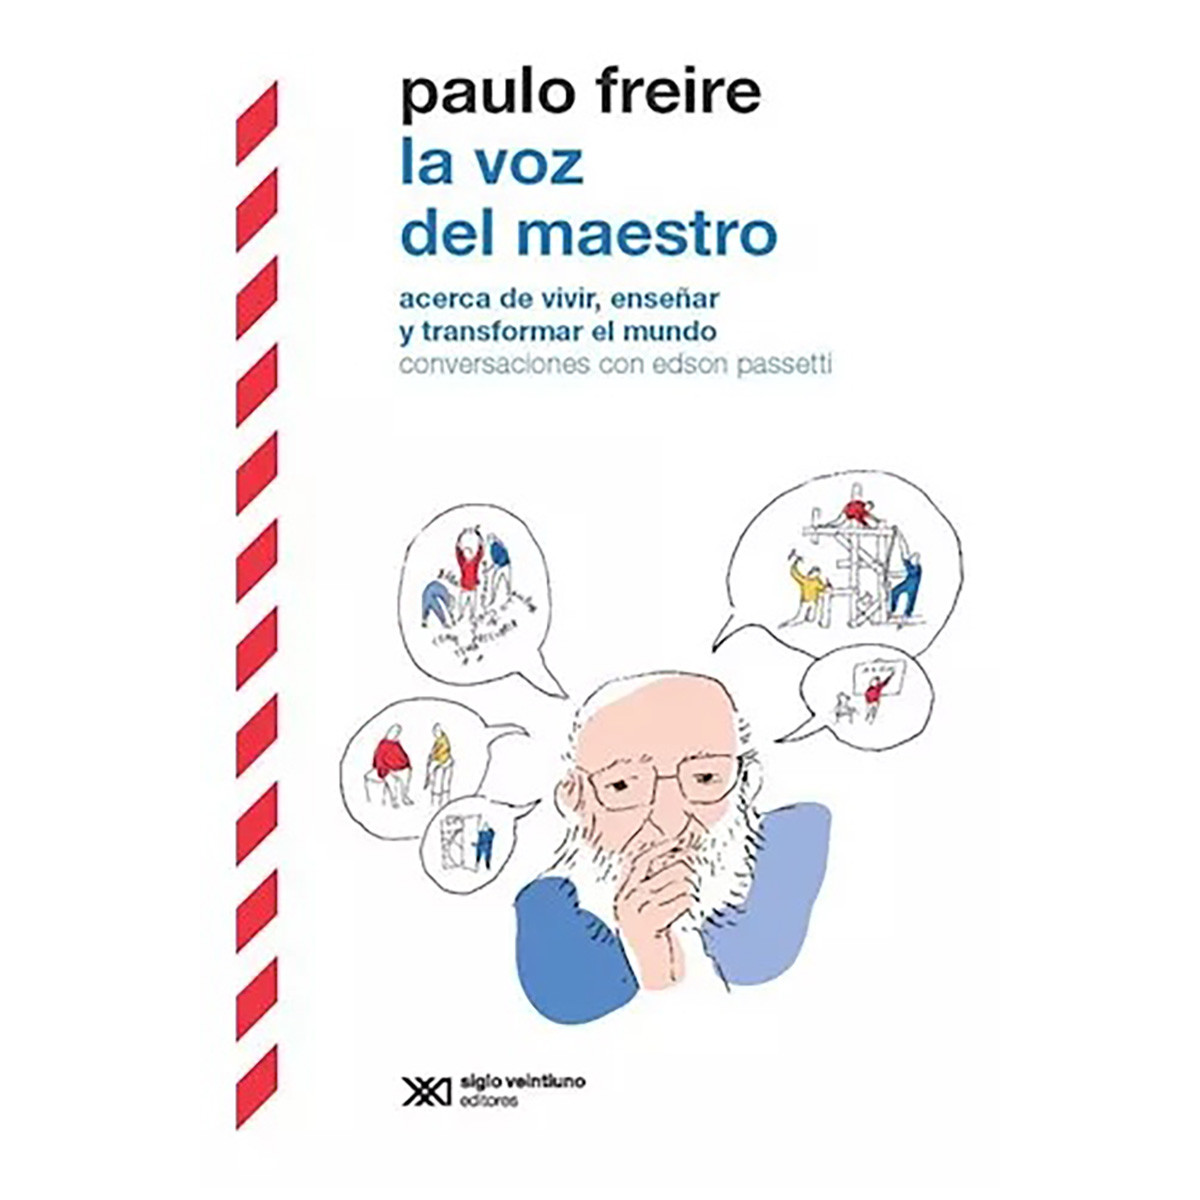 paulo freire
la voz
del maestro
acerca de vivir, enseñar
y transformar el mundo
conversaciones con edson passetti
siglo veintiuno
editores